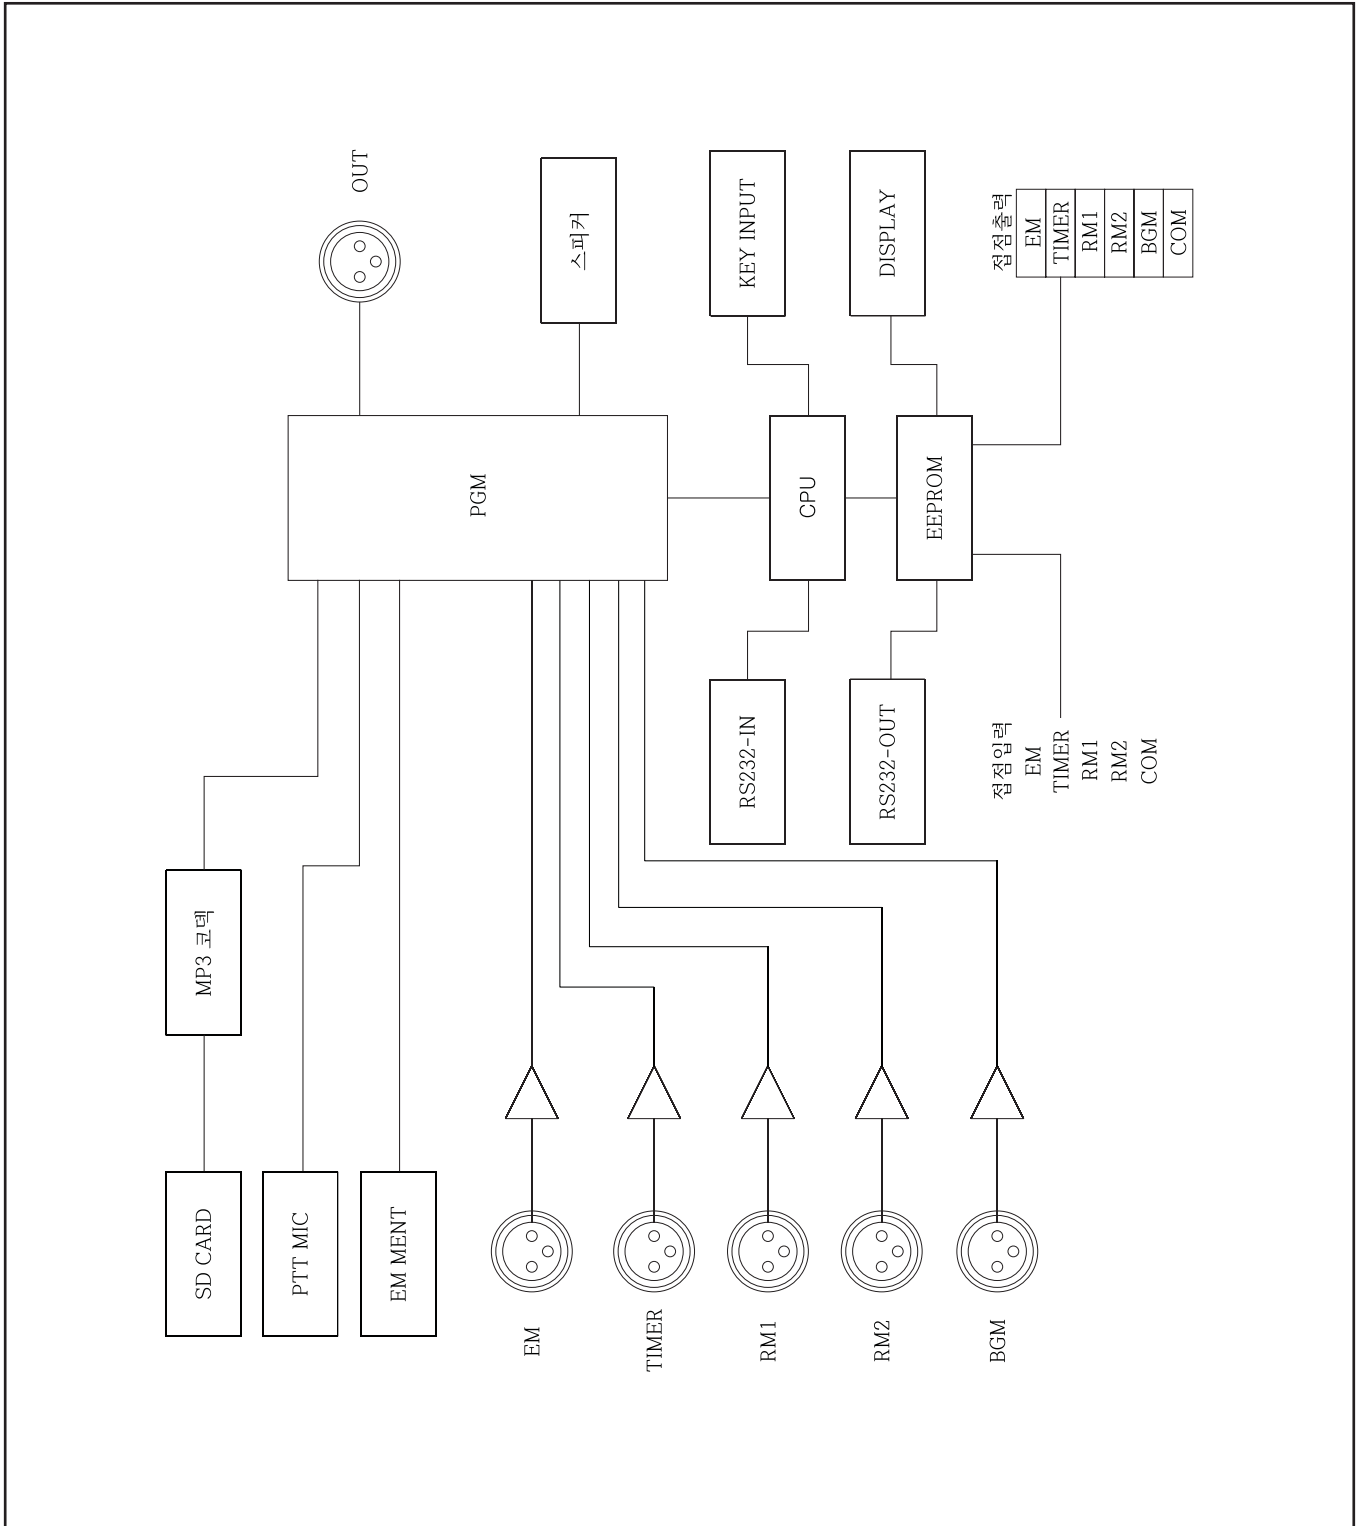 SD CARD
MP3 코덱
PTT MIC
EM MENT
OUT
PGM
스피커
EM
TIMER
RM1
RM2
BGM
RS232-IN
CPU
KEY INPUT
RS232-OUT
EEPROM
DISPLAY
접점입력
EM
TIMER
RM1
RM2
COM
접점출력
EM
TIMER
RM1
RM2
BGM
COM